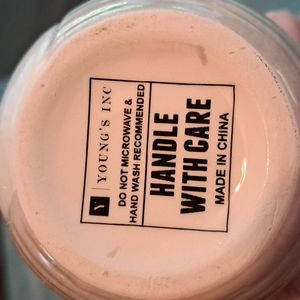 Y | YOUNG'S INC
DO NOT MICROWAVE &
HAND WASH RECOMMENDED
HANDLE
WITH CARE
MADE IN CHINA